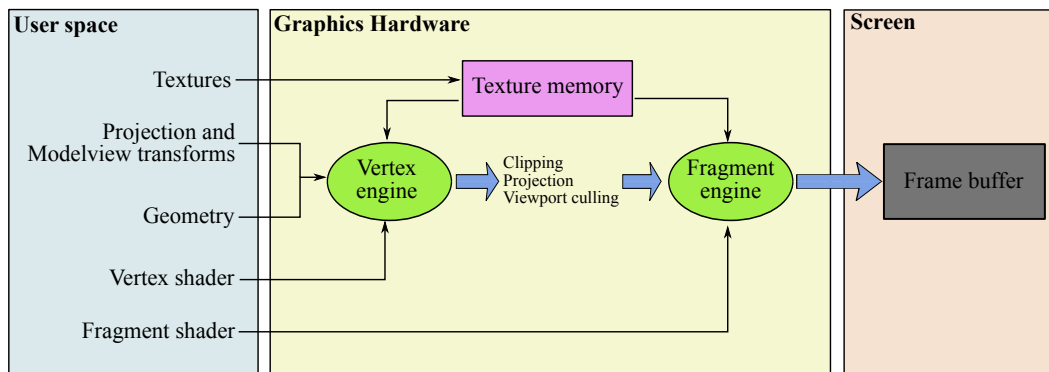 User space
Graphics Hardware
Screen
Textures
Texture memory
Projection and
Modelview transforms
Geometry
Vertex
engine
Clipping
Projection
Viewport culling
Fragment
engine
Frame buffer
Vertex shader
Fragment shader